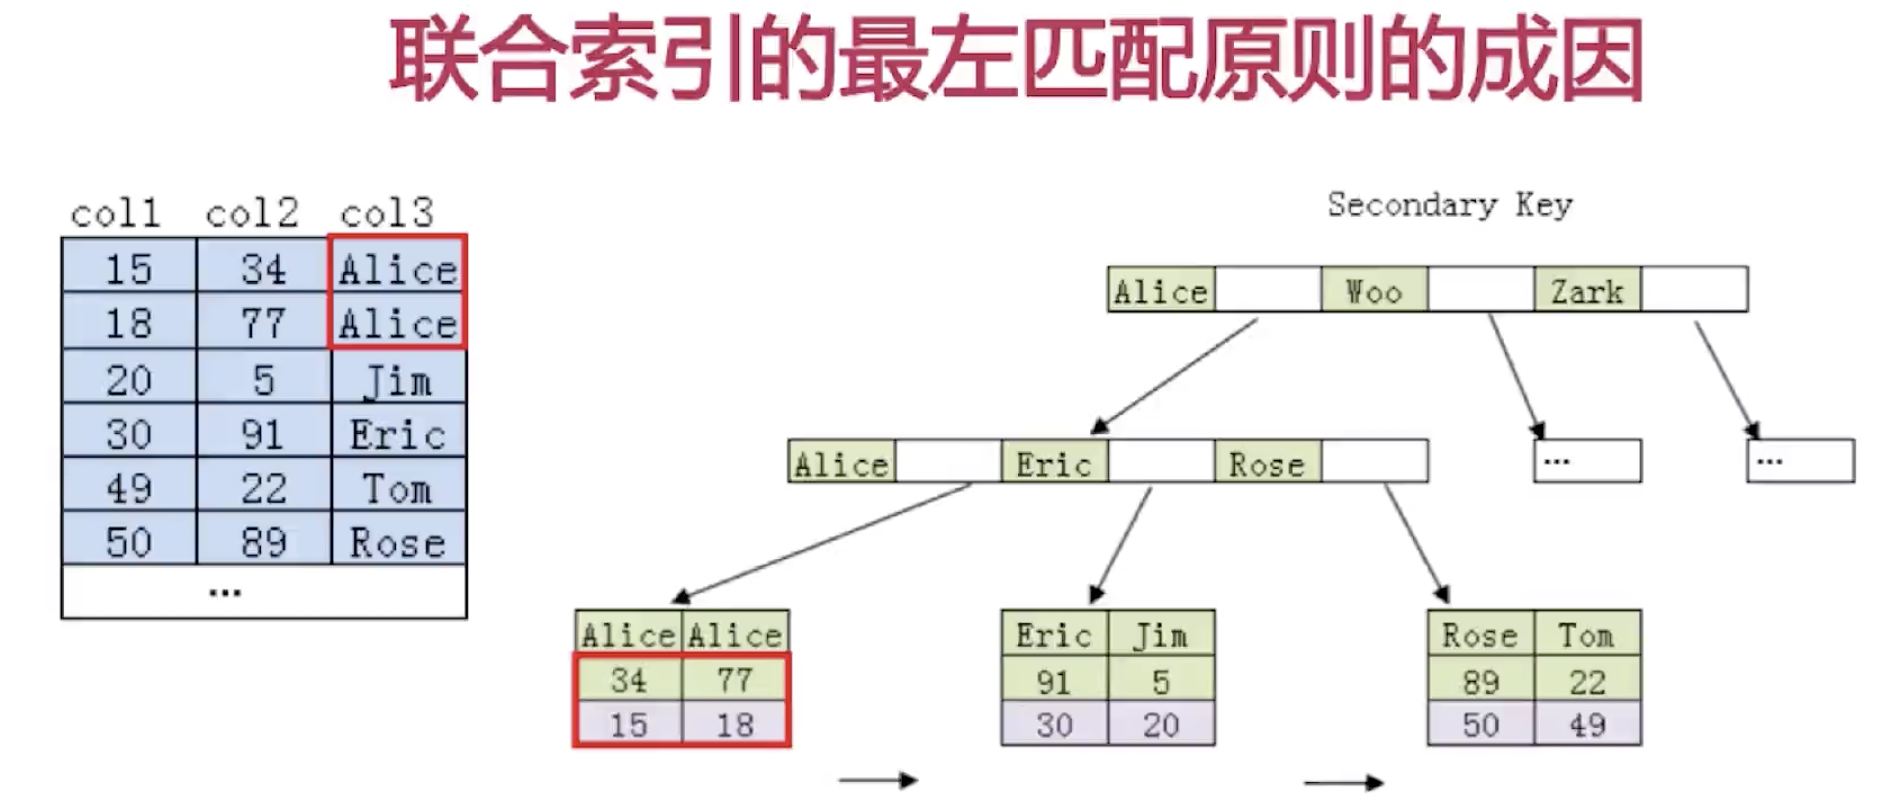 联合索引的最左匹配原则的成因
col1 col2 col3
15 34 Alice
18 77 Alice
20 5 Jim
30 91 Eric
49 22 Tom
50 89 Rose
...
Secondary Key
Alice Woo Zark
Alice Eric Rose
...
...
Alice Alice
34 77
15 18
Eric Jim
91 5
30 20
Rose Tom
89 22
50 49